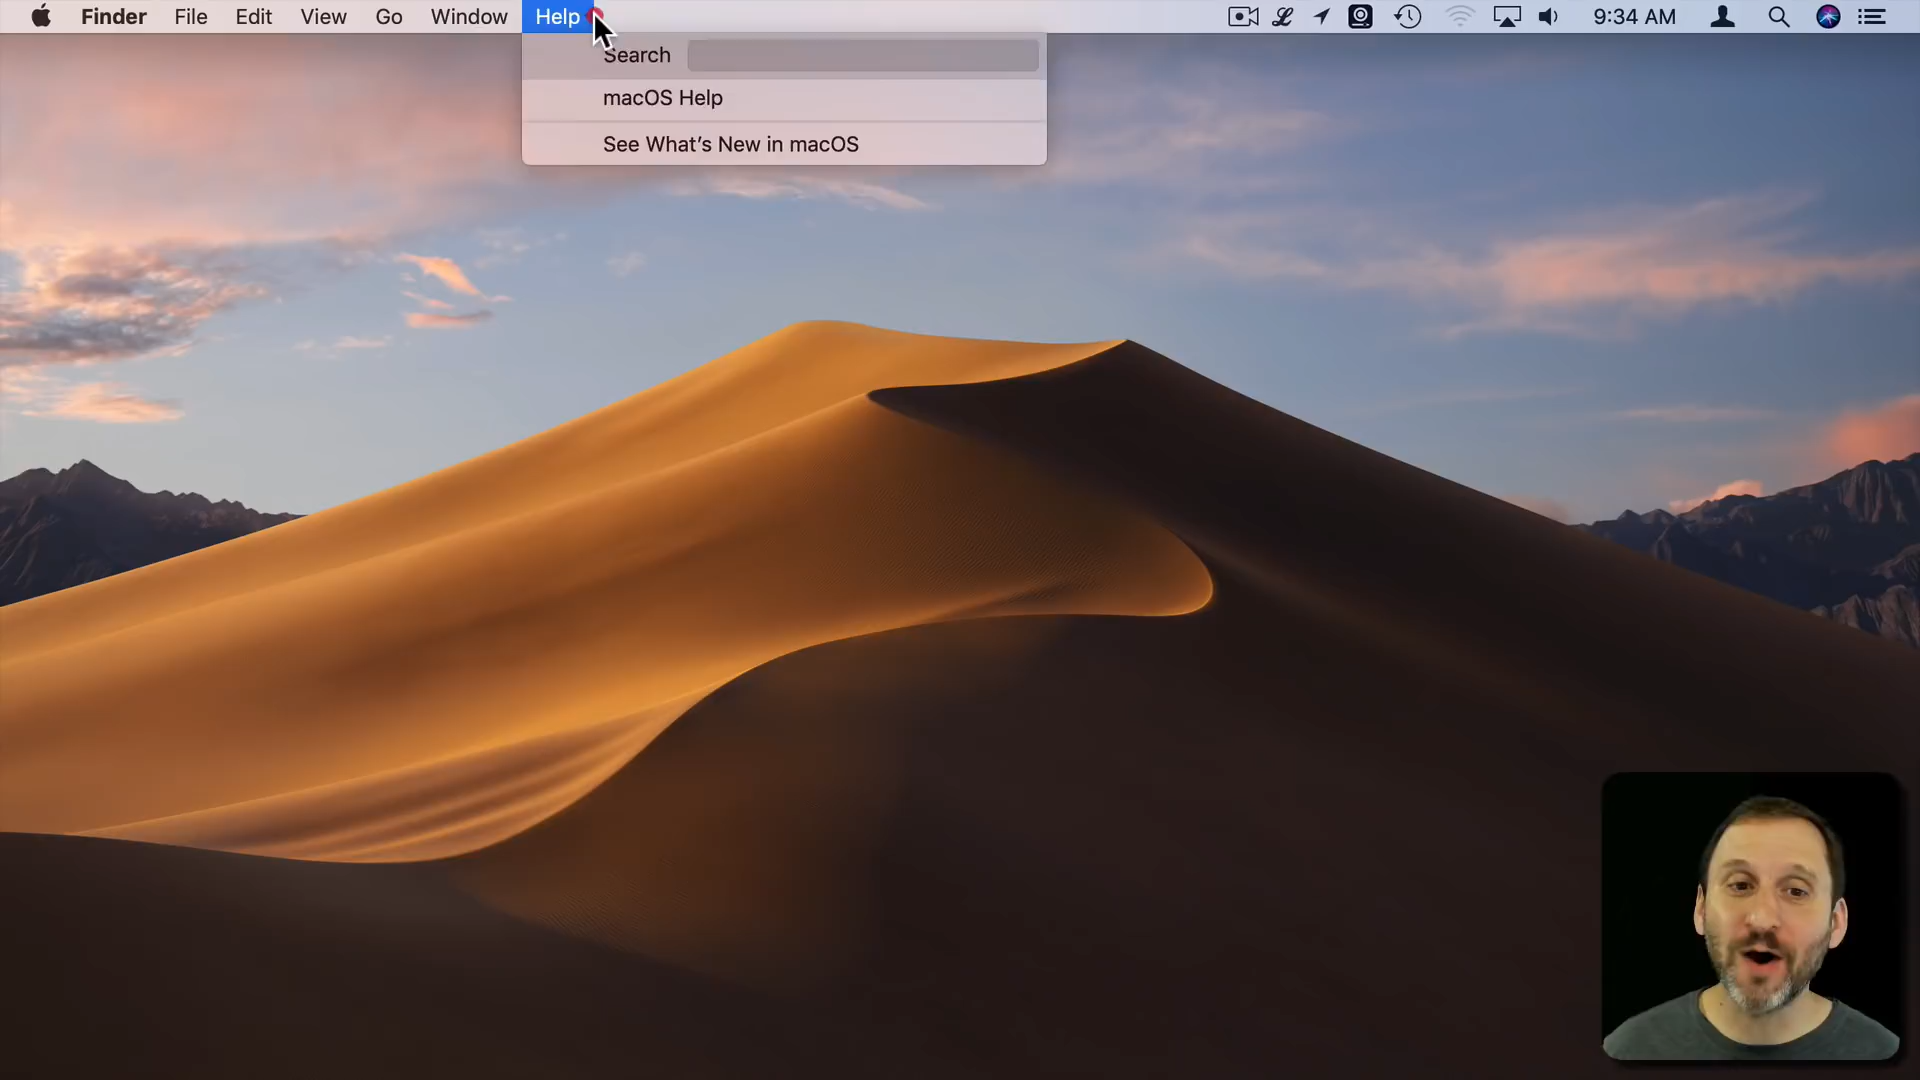 Finder File Edit View Go Window Help 9:34 AM
Search
macOS Help
See What's New in macOS